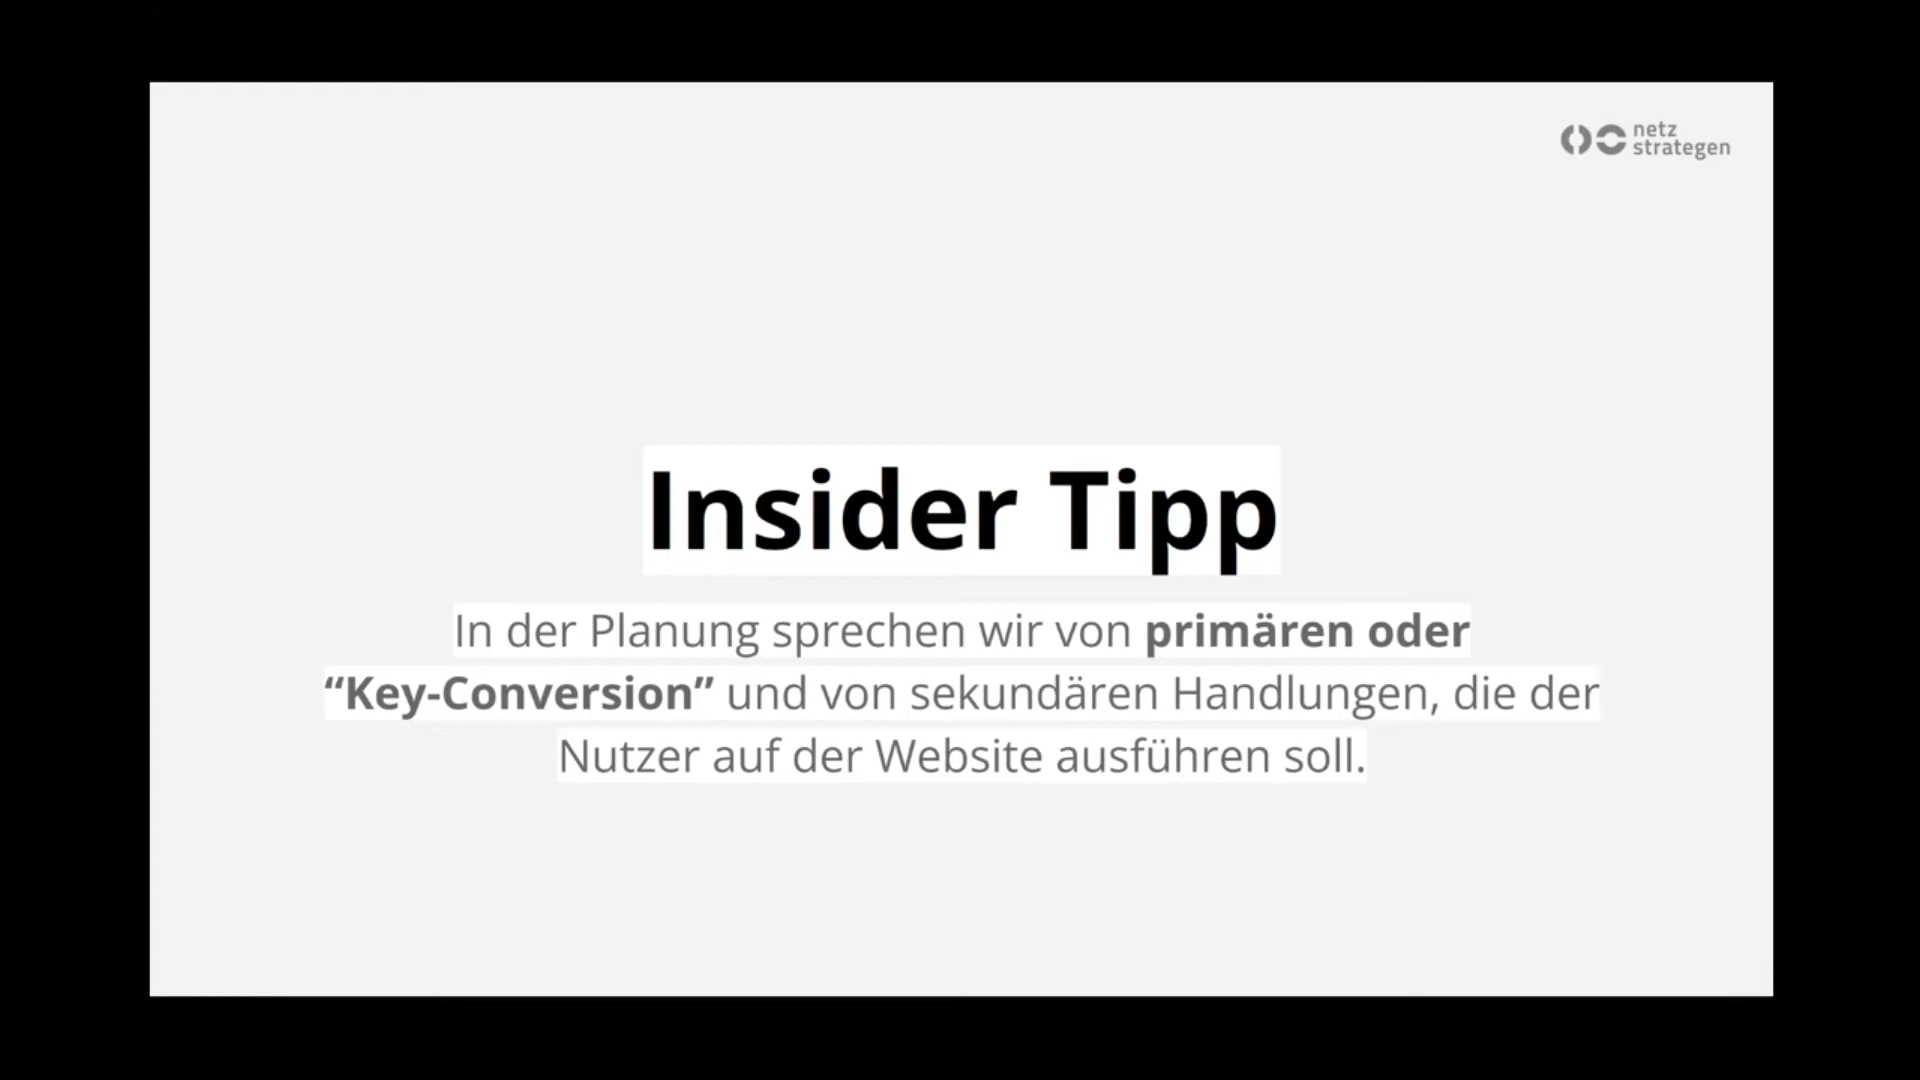 netz
strategen
Insider Tipp
In der Planung sprechen wir von primären oder
“Key-Conversion” und von sekundären Handlungen, die der
Nutzer auf der Website ausführen soll.